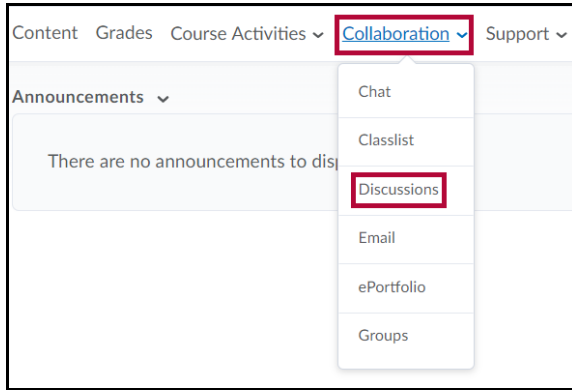 Content Grades Course Activities Collaboration Support
Announcements
There are no announcements to disp
Chat
Classlist
Discussions
Email
ePortfolio
Groups